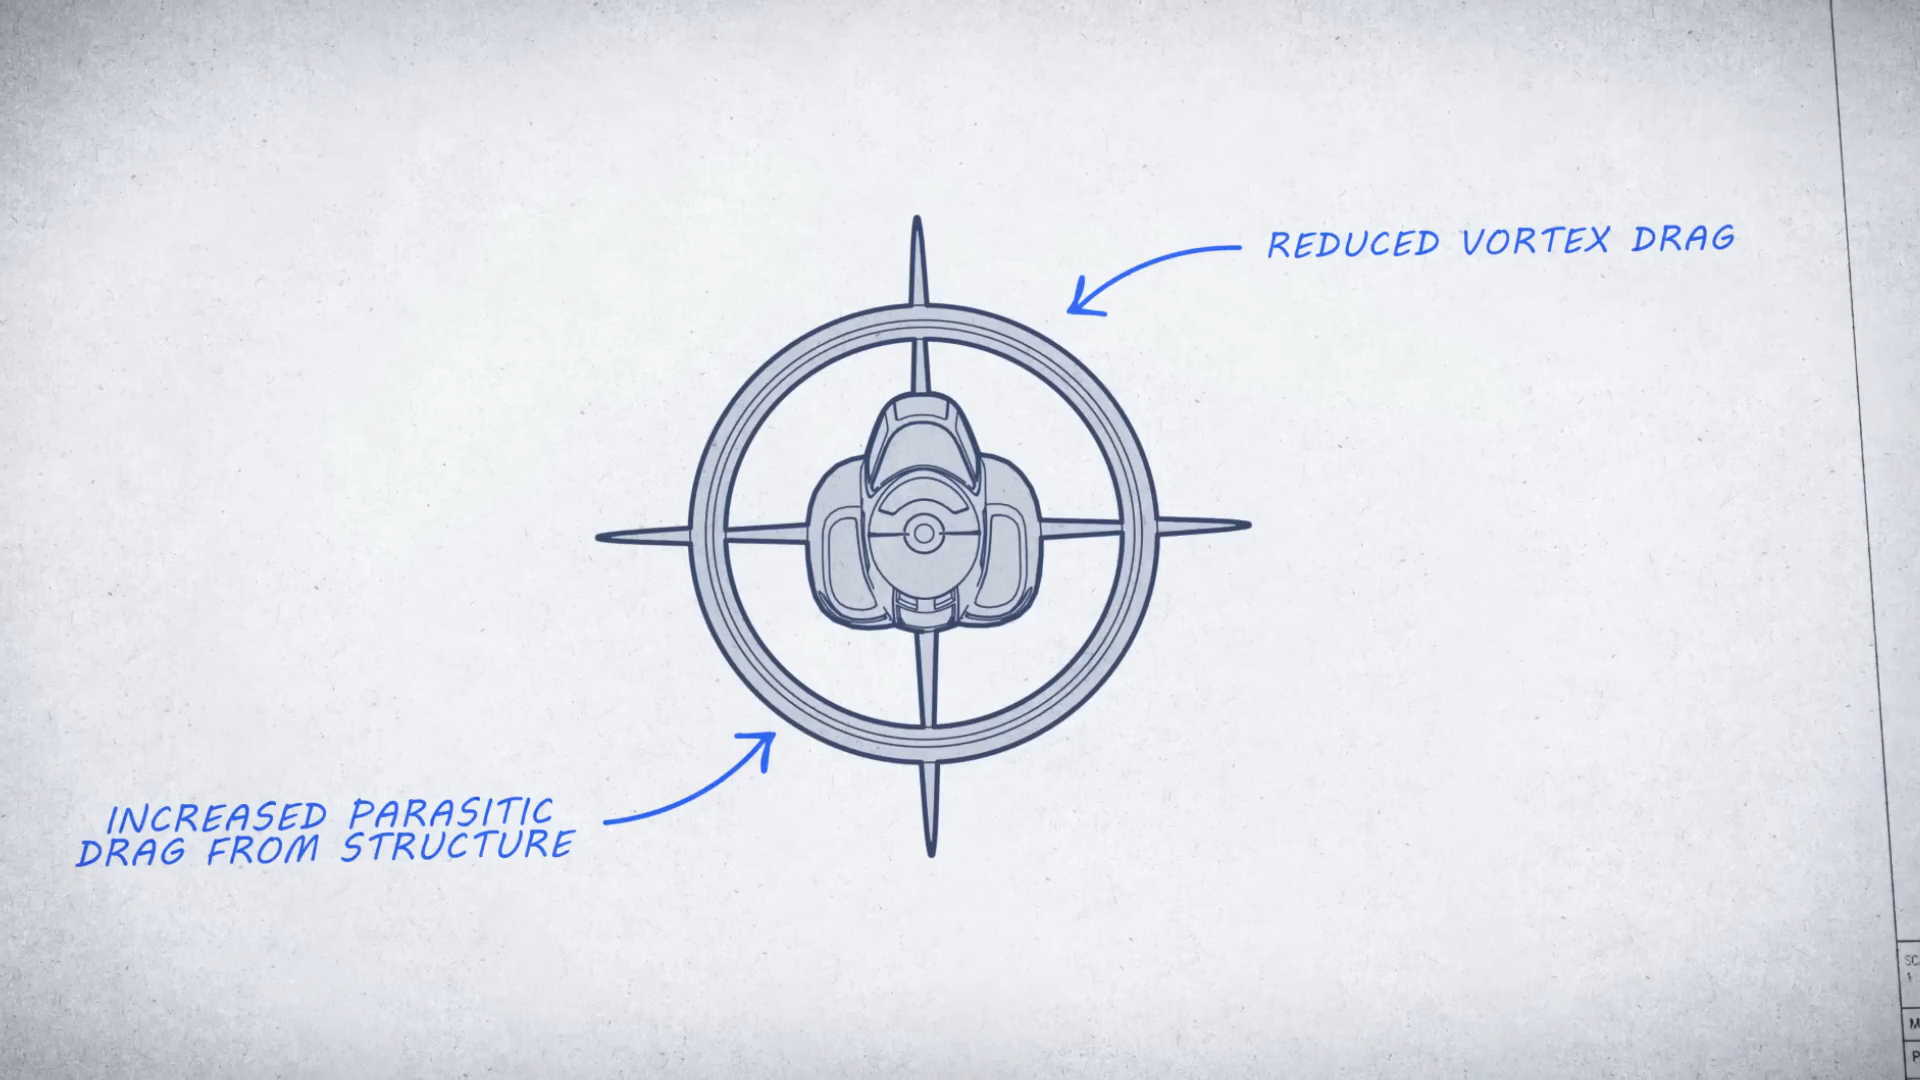 REDUCED VORTEX DRAG
INCREASED PARASITIC
DRAG FROM STRUCTURE